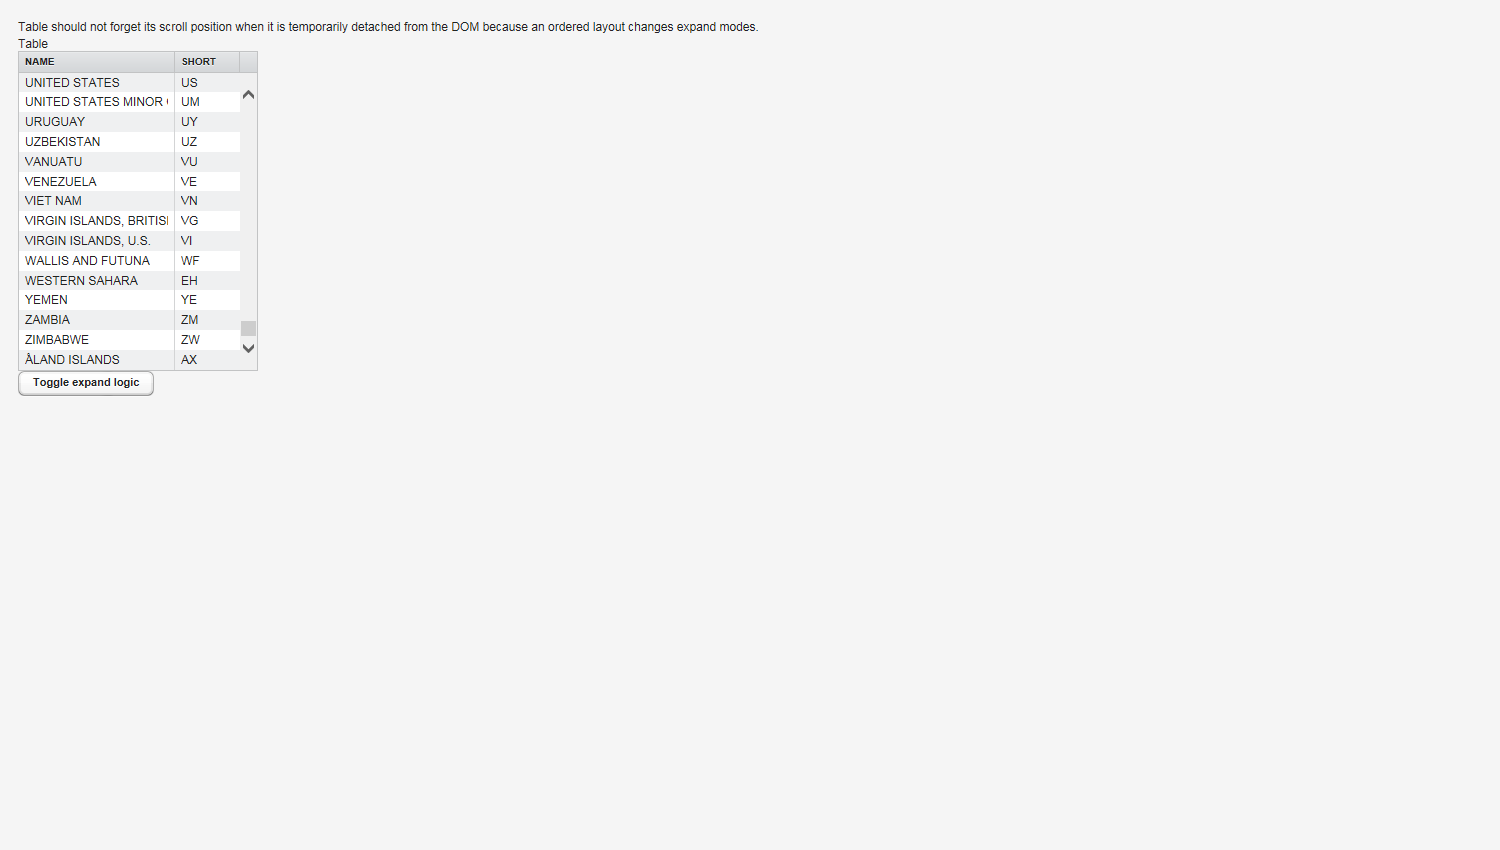 Table should not forget its scroll position when it is temporarily detached from the DOM because an ordered layout changes expand modes.
Table
NAME SHORT
UNITED STATES US
UNITED STATES MINOR UM
URUGUAY UY
UZBEKISTAN UZ
VANUATU VU
VENEZUELA VE
VIET NAM VN
VIRGIN ISLANDS, BRITIS VG
VIRGIN ISLANDS, U.S. VI
WALLIS AND FUTUNA WF
WESTERN SAHARA EH
YEMEN YE
ZAMBIA ZM
ZIMBABWE ZW
ÅLAND ISLANDS AX
Toggle expand logic